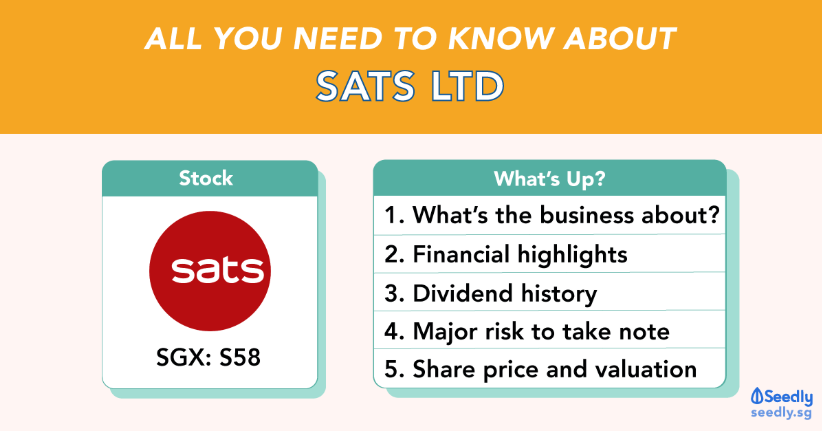 ALL YOU NEED TO KNOW ABOUT
SATS LTD
Stock
sats
SGX: S58
What's Up?
1. What's the business about?
2. Financial highlights
3. Dividend history
4. Major risk to take note
5. Share price and valuation
Seedly
seedly.sg